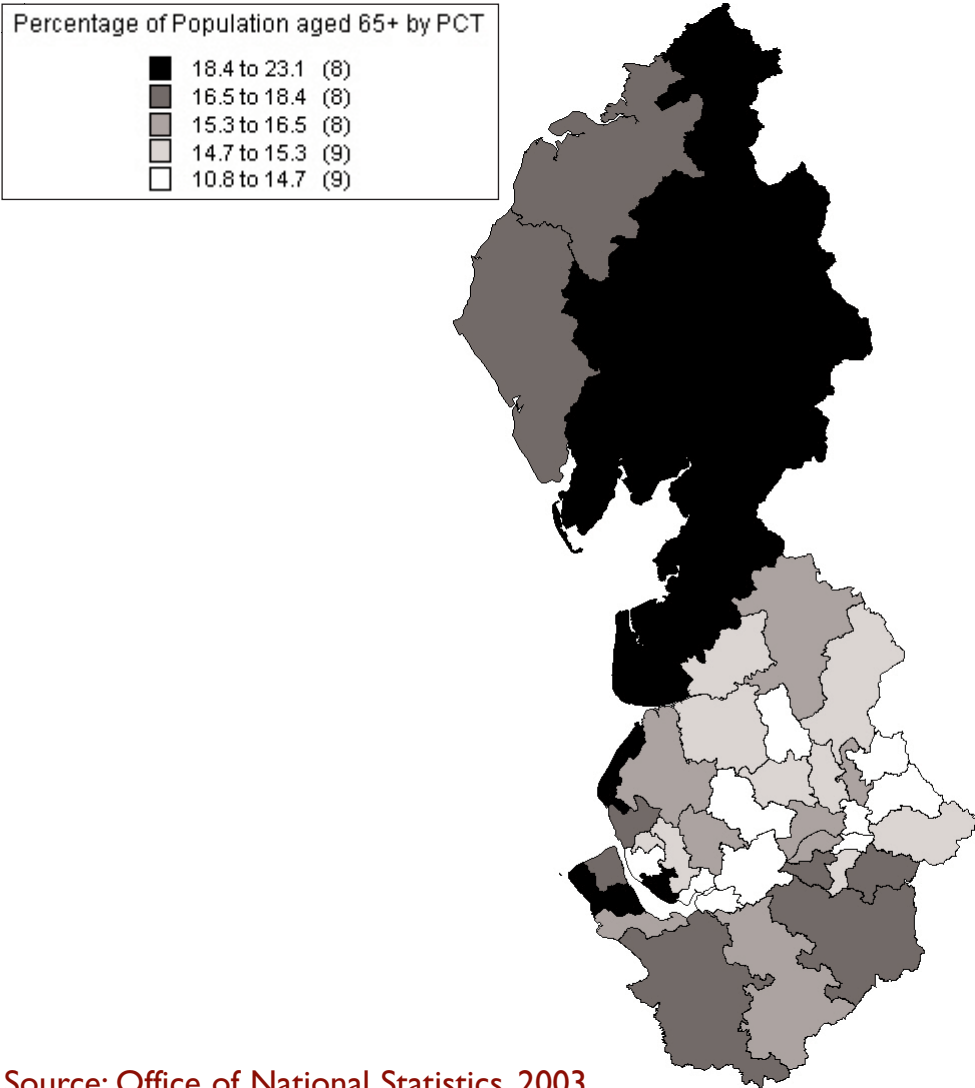 Percentage of Population aged 65+ by PCT
18.4 to 23.1 (8)
16.5 to 18.4 (8)
15.3 to 16.5 (8)
14.7 to 15.3 (9)
10.8 to 14.7 (9)
Source: Office of National Statistics, 2003